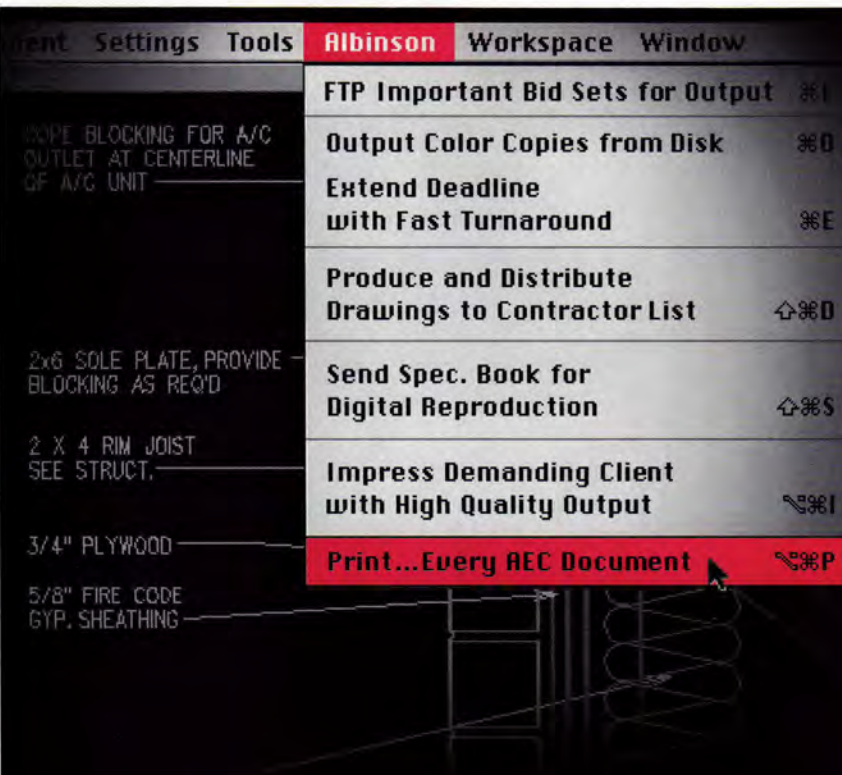 Settings Tools Albinson Workspace Window
FTP Important Bid Sets for Output
Output Color Copies from Disk ⌘O
Extend Deadline
with Fast Turnaround ⌘E
Produce and Distribute
Drawings to Contractor List ⇧⌘D
Send Spec. Book for
Digital Reproduction ⇧⌘S
Impress Demanding Client
with High Quality Output ⌥⌘I
Print...Every AEC Document ⌥⌘P
BLOCKING FOR A/C
OUTLET AT CENTERLINE
OF A/C UNIT
2x6 SOLE PLATE, PROVIDE
BLOCKING AS REQ'D
2 X 4 RIM JOIST
SEE STRUCT.
3/4" PLYWOOD
5/8" FIRE CODE
GYP. SHEATHING